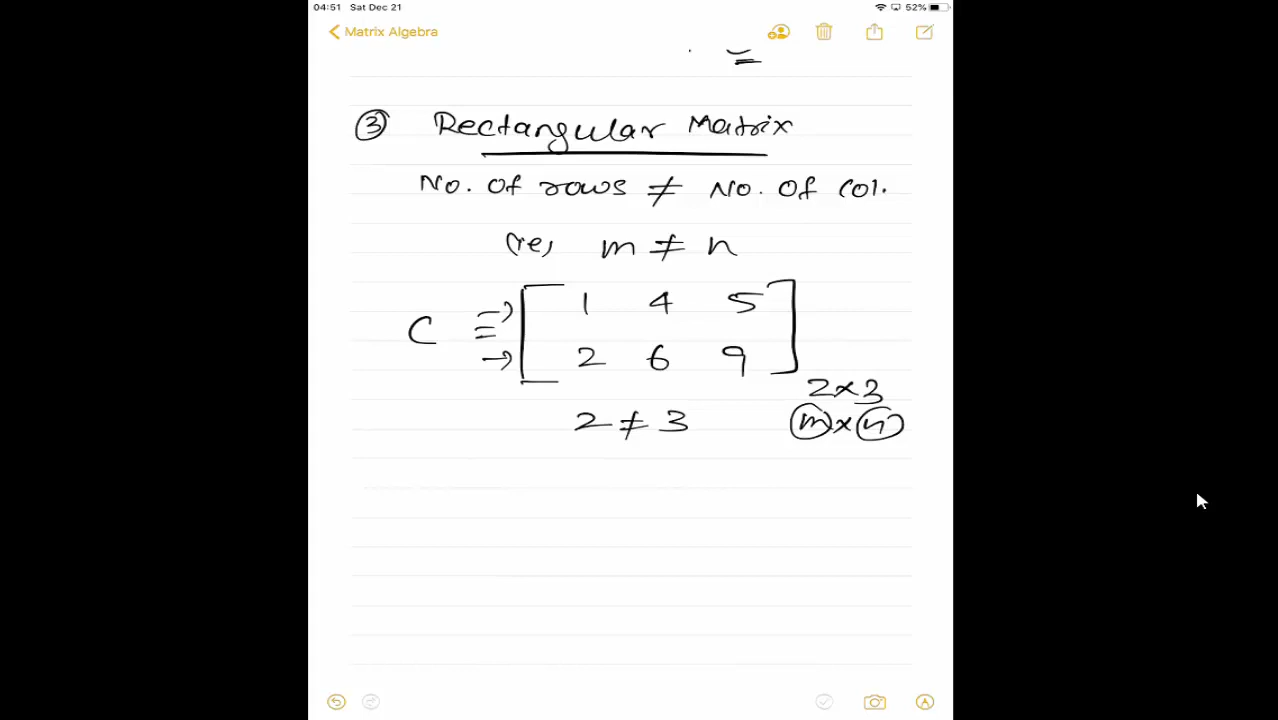 04:51 Sat Dec 21 52%
Matrix Algebra
③ Rectangular Matrix
No. of rows ≠ No. of col.
(ie) m ≠ n
C = [ 1 4 5
2 6 9 ]
2×3
2 ≠ 3 m×n